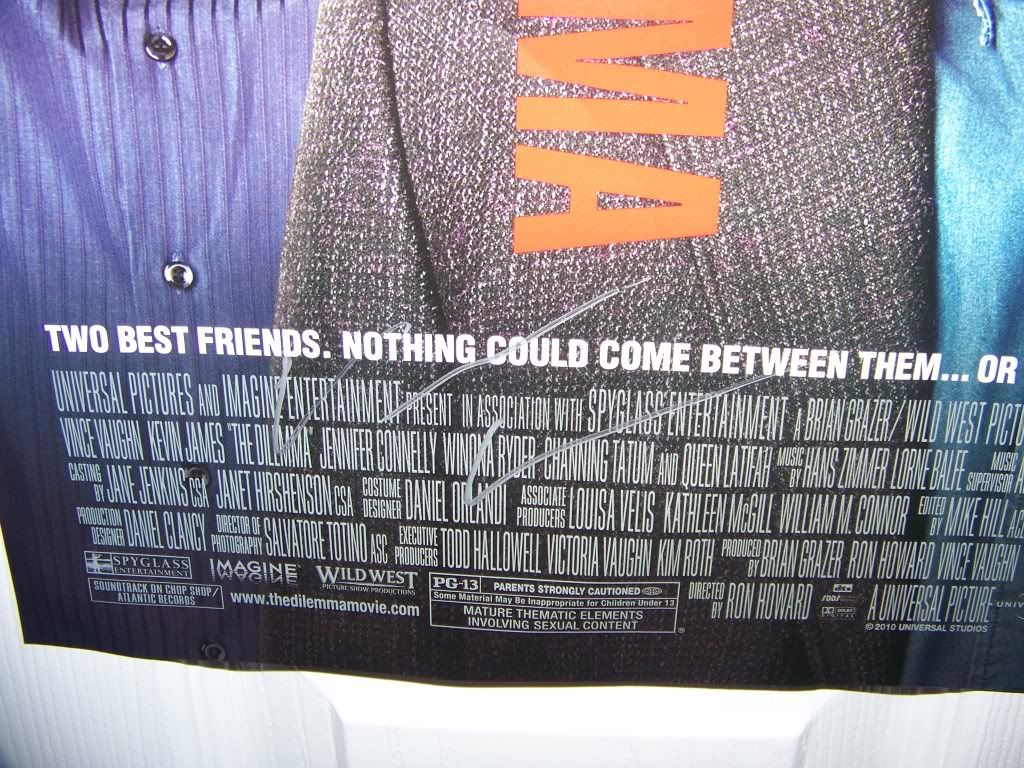 MA
TWO BEST FRIENDS. NOTHING COULD COME BETWEEN THEM... OR
UNIVERSAL PICTURES AND IMAGINE ENTERTAINMENT PRESENT IN ASSOCIATION WITH SPYGLASS ENTERTAINMENT A BRIAN GRAZER/WILD WEST
VINCE VAUGHN KEVIN JAMES "THE DILEMMA" JENNIFER CONNELLY WINONA RYDER CHANNING TATUM AND QUEEN LATIFAH MUSIC BY HANS ZIMMER LORNE BALFE MUSIC SUPERVISOR
CASTING BY JANE JENKINS CSA JANET HIRSHENSON CSA COSTUME DESIGNER DANIEL ORLANDI ASSOCIATE PRODUCERS LOUISA VELIS KATHLEEN McGILL WILLIAM M. CONNOR EDITED BY MIKE HILL
PRODUCTION DESIGNER DANIEL CLANCY DIRECTOR OF PHOTOGRAPHY SALVATORE TOTINO ASC EXECUTIVE PRODUCERS TODD HALLOWELL VICTORIA VAUGHN KIM ROTH PRODUCED BY BRIAN GRAZER RON HOWARD VINCE VAUGHN
SPYGLASS ENTERTAINMENT
IMAGINE
WILD WEST
PICTURE SHOW PRODUCTIONS
SOUNDTRACK ON CHOP SHOP/
ATLANTIC RECORDS
www.thedilemmamovie.com
PG-13 PARENTS STRONGLY CAUTIONED
Some Material May Be Inappropriate for Children Under 13
MATURE THEMATIC ELEMENTS
INVOLVING SEXUAL CONTENT
®
DIRECTED BY RON HOWARD
sdds dts
DOLBY
DIGITAL
A UNIVERSAL PICTURE
© 2010 UNIVERSAL STUDIOS